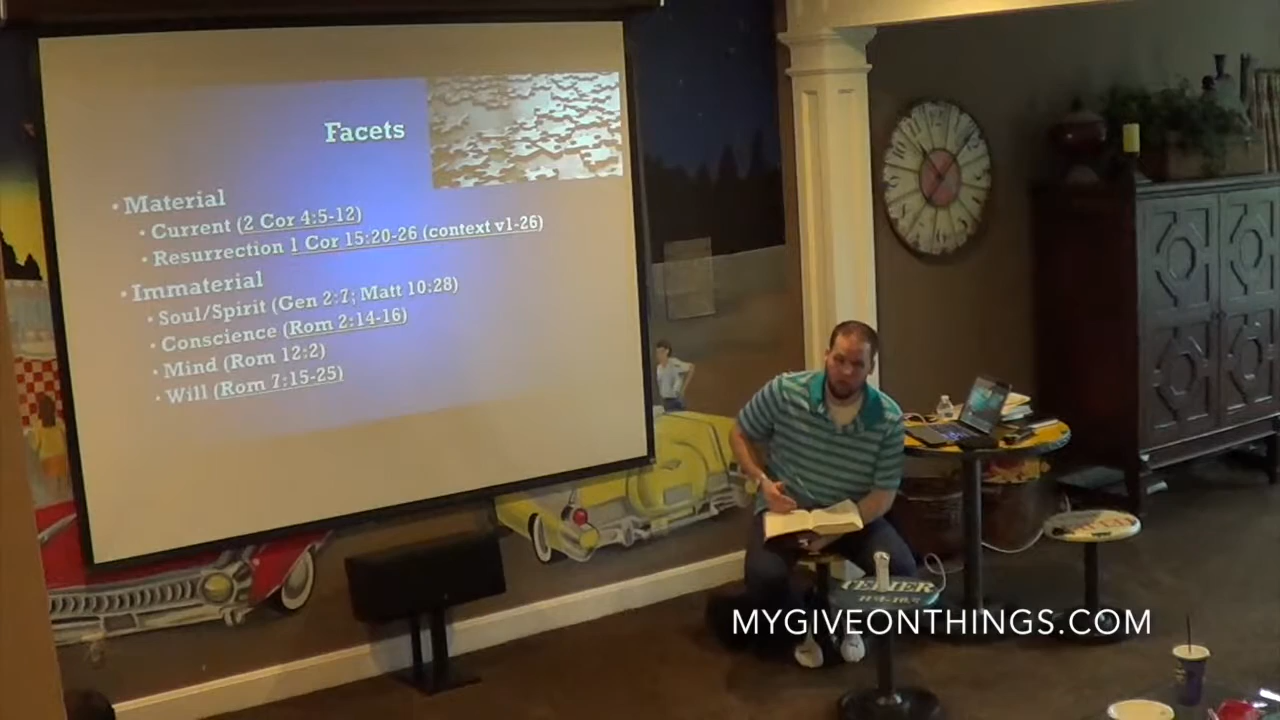 Facets
• Material
• Current (2 Cor 4:5-12)
• Resurrection 1 Cor 15:20-26 (context v1-26)
• Immaterial
• Soul/Spirit (Gen 2:7; Matt 10:28)
• Conscience (Rom 2:14-16)
• Mind (Rom 12:2)
• Will (Rom 7:15-25)
MYGIVEONTHINGS.COM